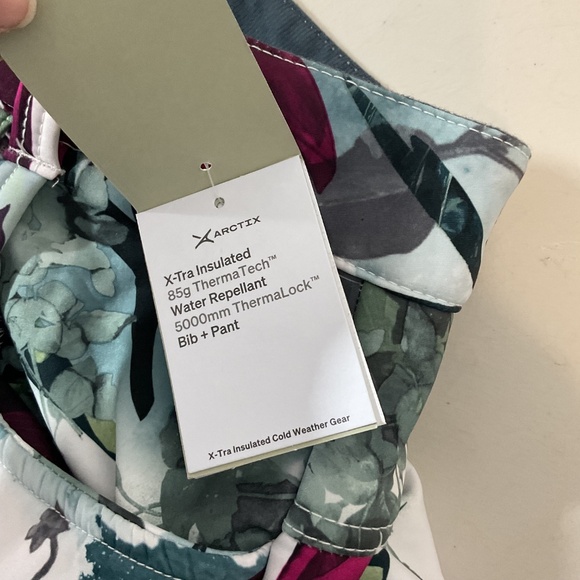 ARCTIX
X-Tra Insulated
85g ThermaTech™
Water Repellant
5000mm ThermaLock™
Bib + Pant
X-Tra Insulated Cold Weather Gear